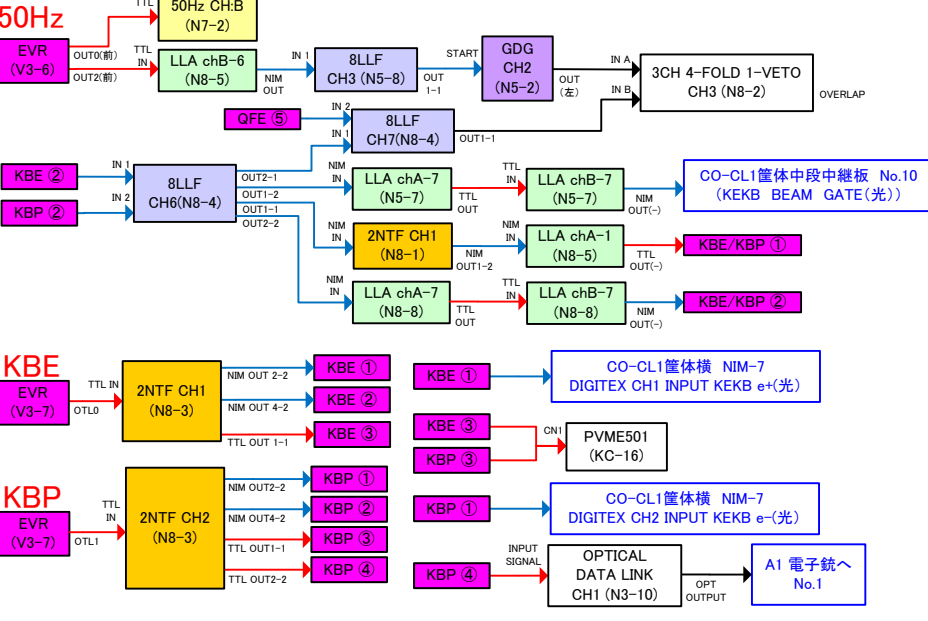 50Hz
TTL
50Hz CH:B
(N7-2)
EVR
(V3-6)
OUT0(前)
OUT2(前)
TTL
IN
LLA chB-6
(N8-5)
NIM
OUT
IN 1
8LLF
CH3 (N5-8)
OUT
1-1
START
GDG
CH2
(N5-2)
OUT
(左)
IN A
IN B
3CH 4-FOLD 1-VETO
CH3 (N8-2)
OVERLAP
QFE ⑤
IN 2
IN 1
8LLF
CH7(N8-4)
OUT1-1
KBE ②
KBP ②
IN 1
IN 2
8LLF
CH6(N8-4)
OUT2-1
OUT1-2
OUT1-1
OUT2-2
NIM
IN
LLA chA-7
(N5-7)
TTL
OUT
TTL
IN
LLA chB-7
(N5-7)
NIM
OUT(-)
CO-CL1筐体中段中継板 No.10
(KEKB BEAM GATE(光))
NIM
IN
2NTF CH1
(N8-1)
NIM
OUT1-2
NIM
IN
LLA chA-1
(N8-5)
TTL
OUT(-)
KBE/KBP ①
NIM
IN
LLA chA-7
(N8-8)
TTL
OUT
TTL
IN
LLA chB-7
(N8-8)
NIM
OUT(-)
KBE/KBP ②
KBE
EVR
(V3-7)
TTL IN
OTL0
2NTF CH1
(N8-3)
NIM OUT 2-2
NIM OUT 4-2
TTL OUT 1-1
KBE ①
KBE ②
KBE ③
KBE ①
CO-CL1筐体横 NIM-7
DIGITEX CH1 INPUT KEKB e+(光)
KBE ③
KBP ③
CN1
PVME501
(KC-16)
KBP
EVR
(V3-7)
TTL
IN
OTL1
2NTF CH2
(N8-3)
NIM OUT2-2
NIM OUT4-2
TTL OUT1-1
TTL OUT2-2
KBP ①
KBP ②
KBP ③
KBP ④
KBP ①
CO-CL1筐体横 NIM-7
DIGITEX CH2 INPUT KEKB e-(光)
KBP ④
INPUT
SIGNAL
OPTICAL
DATA LINK
CH1 (N3-10)
OPT
OUTPUT
A1 電子銃へ
No.1